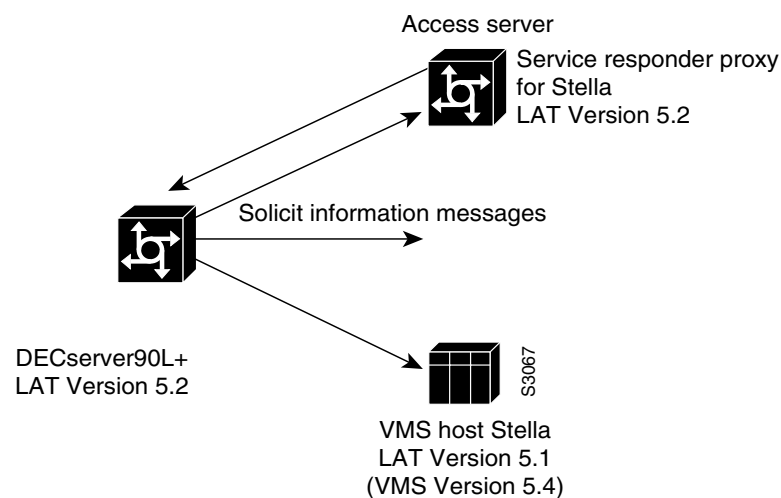 Access server
Service responder proxy
for Stella
LAT Version 5.2
Solicit information messages
DECserver90L+
LAT Version 5.2
S3067
VMS host Stella
LAT Version 5.1
(VMS Version 5.4)